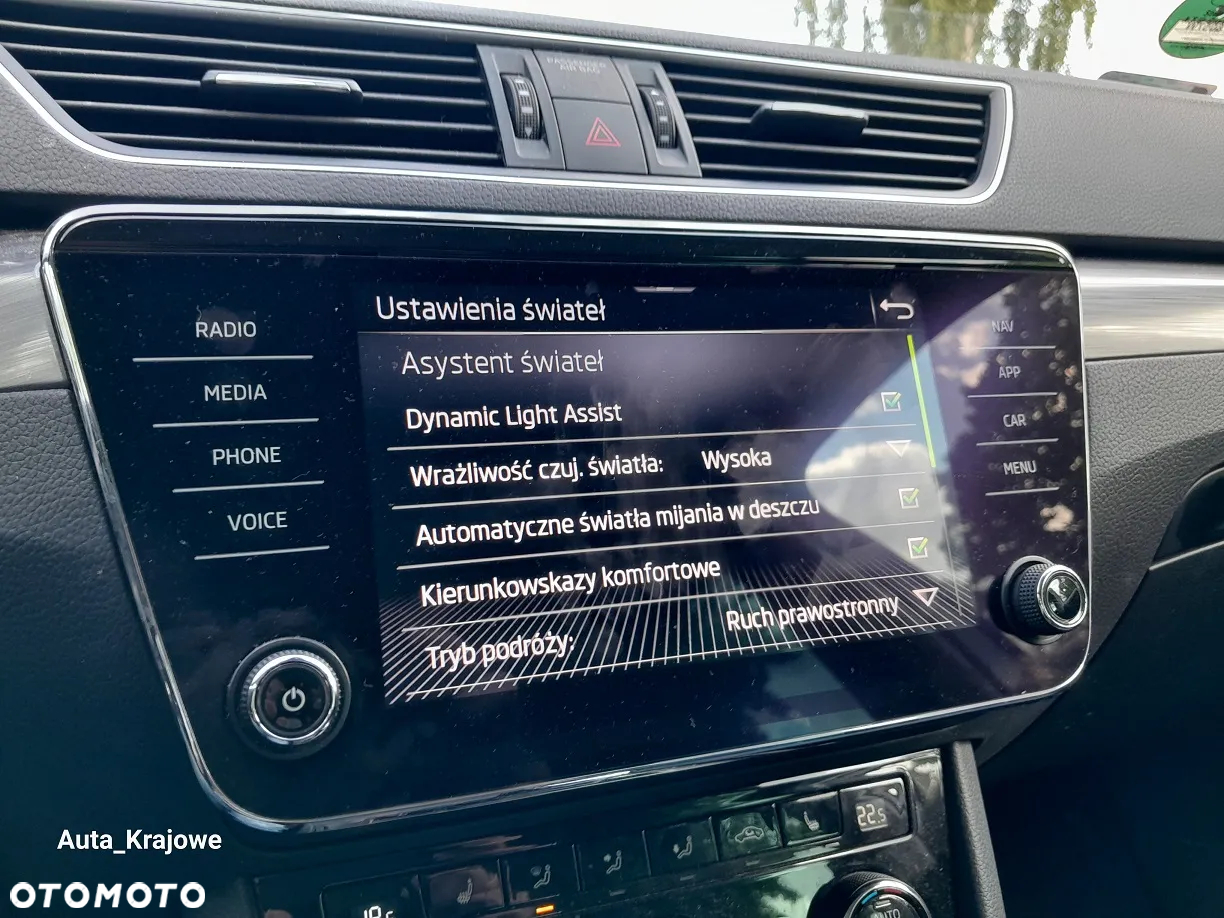 PASSENGER
AIR BAG
Ustawienia świateł
RADIO
MEDIA
PHONE
VOICE
Asystent świateł
Dynamic Light Assist
Wrażliwość czuj. światła: Wysoka
Automatyczne światła mijania w deszczu
Kierunkowskazy komfortowe
Tryb podróży: Ruch prawostronny
NAV
APP
CAR
MENU
22.5
AUTO
Auta_Krajowe
OTOMOTO